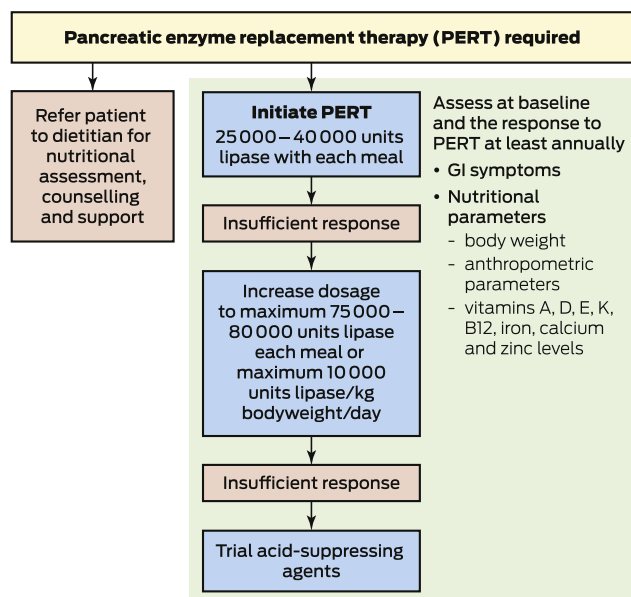 Pancreatic enzyme replacement therapy (PERT) required
Refer patient
to dietitian for
nutritional
assessment,
counselling
and support
Initiate PERT
25 000 – 40 000 units
lipase with each meal
Insufficient response
Increase dosage
to maximum 75 000 –
80 000 units lipase
each meal or
maximum 10 000
units lipase/kg
bodyweight/day
Insufficient response
Trial acid-suppressing
agents
Assess at baseline
and the response to
PERT at least annually
• GI symptoms
• Nutritional
parameters
- body weight
- anthropometric
parameters
- vitamins A, D, E, K,
B12, iron, calcium
and zinc levels